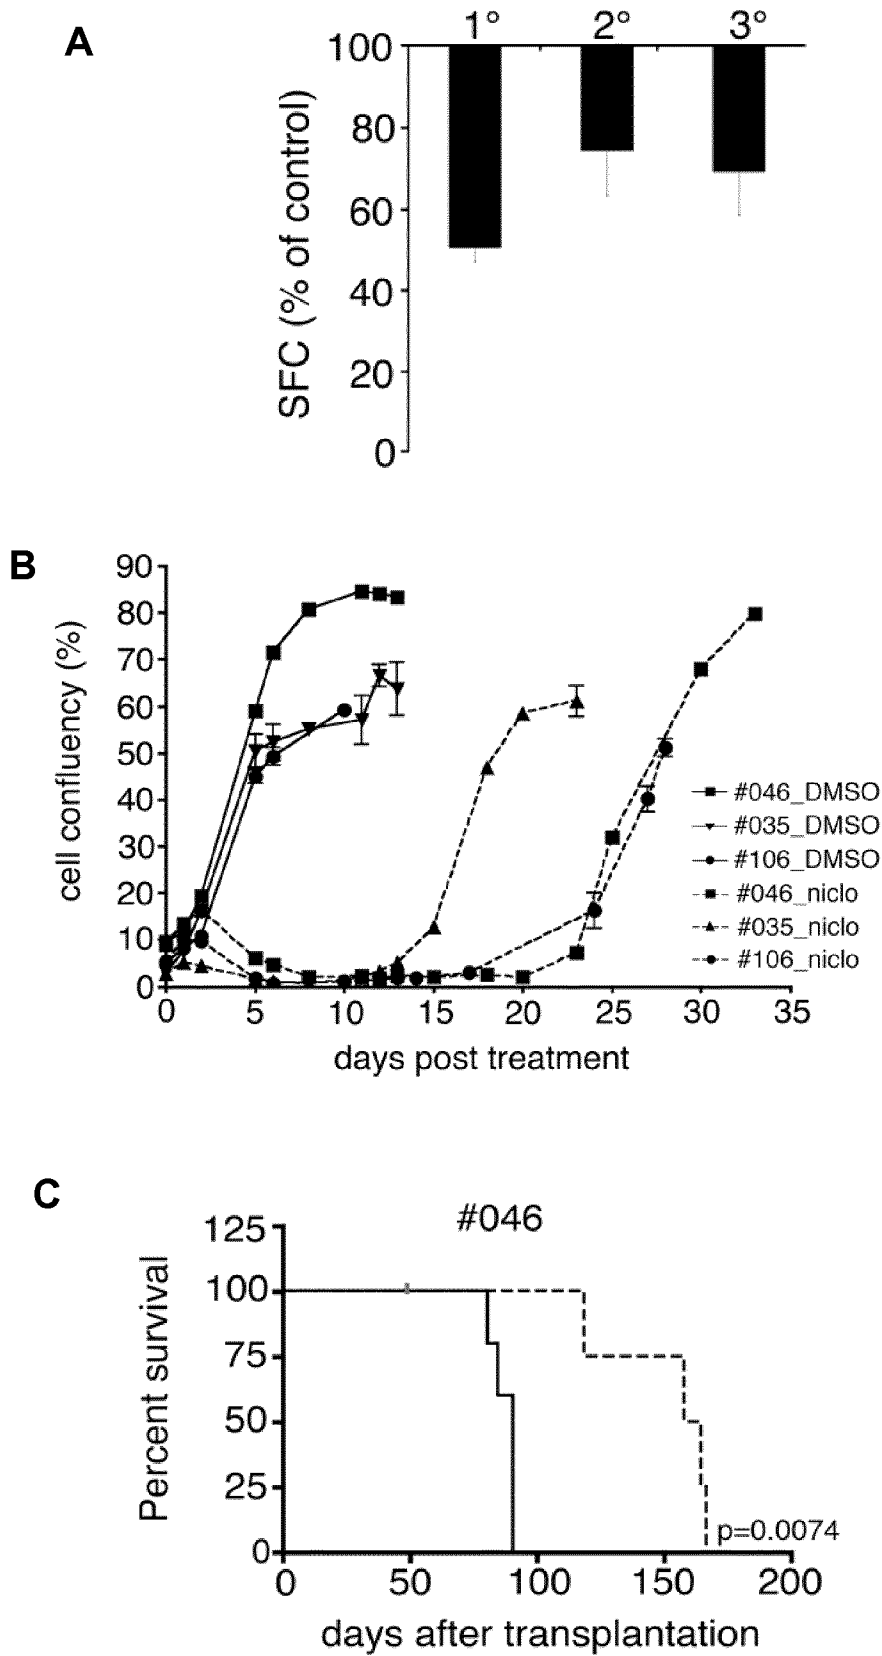 A
1° 2° 3°
100
80
60
40
20
0
SFC (% of control)
B
90
80
70
60
50
40
30
20
10
0
cell confluency (%)
#046_DMSO
#035_DMSO
#106_DMSO
#046_niclo
#035_niclo
#106_niclo
0 5 10 15 20 25 30 35
days post treatment
C
#046
125
100
75
50
25
0
Percent survival
p=0.0074
0 50 100 150 200
days after transplantation